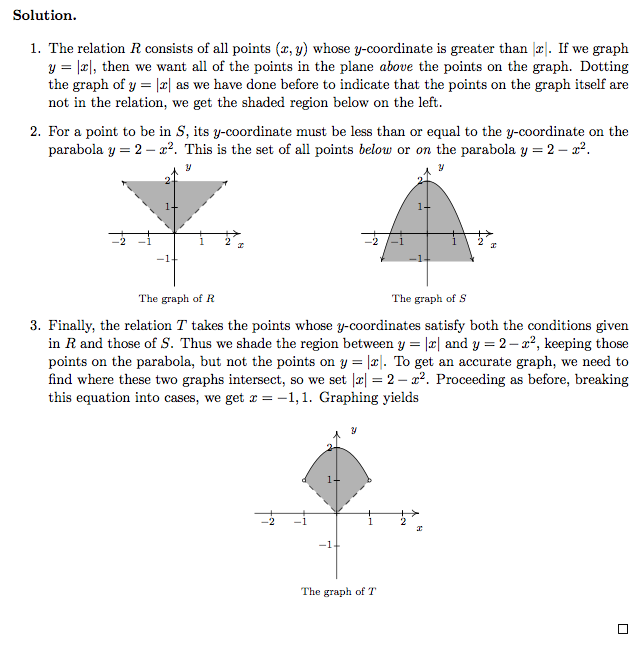 Solution.
1. The relation R consists of all points (x, y) whose y-coordinate is greater than |x|. If we graph
y = |x|, then we want all of the points in the plane above the points on the graph. Dotting
the graph of y = |x| as we have done before to indicate that the points on the graph itself are
not in the relation, we get the shaded region below on the left.
2. For a point to be in S, its y-coordinate must be less than or equal to the y-coordinate on the
parabola y = 2 − x². This is the set of all points below or on the parabola y = 2 − x².
y
2
1
−2 −1 1 2 x
−1
The graph of R
y
2
1
−2 −1 1 2 x
−1
The graph of S
3. Finally, the relation T takes the points whose y-coordinates satisfy both the conditions given
in R and those of S. Thus we shade the region between y = |x| and y = 2 − x², keeping those
points on the parabola, but not the points on y = |x|. To get an accurate graph, we need to
find where these two graphs intersect, so we set |x| = 2 − x². Proceeding as before, breaking
this equation into cases, we get x = −1, 1. Graphing yields
y
2
1
−2 −1 1 2 x
−1
The graph of T